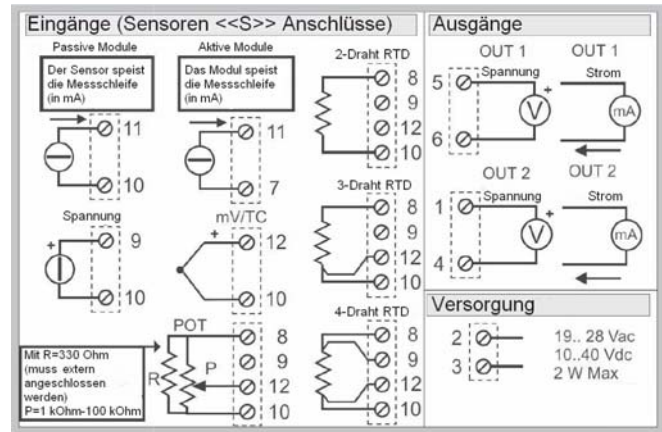 Eingänge (Sensoren <<S>> Anschlüsse)
Passive Module
Der Sensor speist
die Messschleife
(in mA)
11
10
Aktive Module
Das Modul speist
die Messschleife
(in mA)
11
7
Spannung
+
9
10
mV/TC
+
12
10
Mit R=330 Ohm
(muss extern
angeschlossen
werden)
P=1 kOhm-100 kOhm
POT
R
P
8
9
12
10
2-Draht RTD
8
9
12
10
3-Draht RTD
8
9
12
10
4-Draht RTD
8
9
12
10
Ausgänge
OUT 1
Spannung
5
+
V
6
OUT 1
Strom
mA
OUT 2
Spannung
1
+
V
4
OUT 2
Strom
mA
Versorgung
2
3
19.. 28 Vac
10..40 Vdc
2 W Max